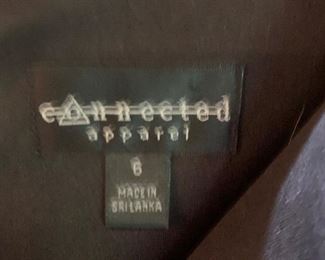 connected
apparel
6
MADE IN
SRI LANKA